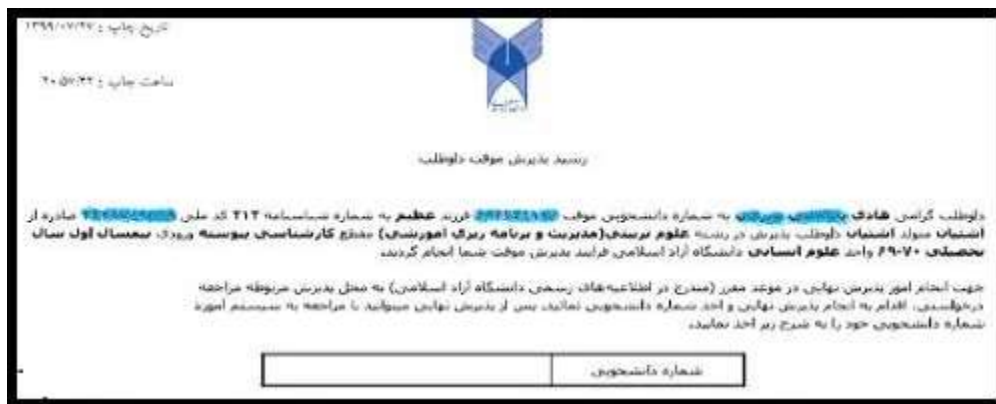 تاریخ چاپ : ۱۳۹۹/۰۷/۲۷
ساعت چاپ : ۲۰:۵۷:۴۲
رسید پذیرش موقت داوطلب
داوطلب گرامی هادی به شماره دانشجویی موقت فرزند عظیم به شماره شناسنامه ۲۱۲ کد ملی صادره از
اشتیان متولد اشتیان داوطلب پذیرش در رشته علوم تربیتی(مدیریت و برنامه ریزی اموزشی) مقطع کارشناسی پیوسته ورودی نیمسال اول سال
تحصیلی ۷۰-۶۹ واحد علوم انسانی دانشگاه آزاد اسلامی فرایند پذیرش موقت شما انجام گردید.
جهت انجام امور پذیرش نهایی در موعد مقرر (مندرج در اطلاعیه‌های رسمی دانشگاه آزاد اسلامی) به محل پذیرش مربوطه مراجعه
درخواستی، اقدام به انجام پذیرش نهایی و اخذ شماره دانشجویی نمائید. پس از پذیرش نهایی میتوانید با مراجعه به سیستم آموزه
شماره دانشجویی خود را به شرح زیر اخذ نمایید.
شماره دانشجویی